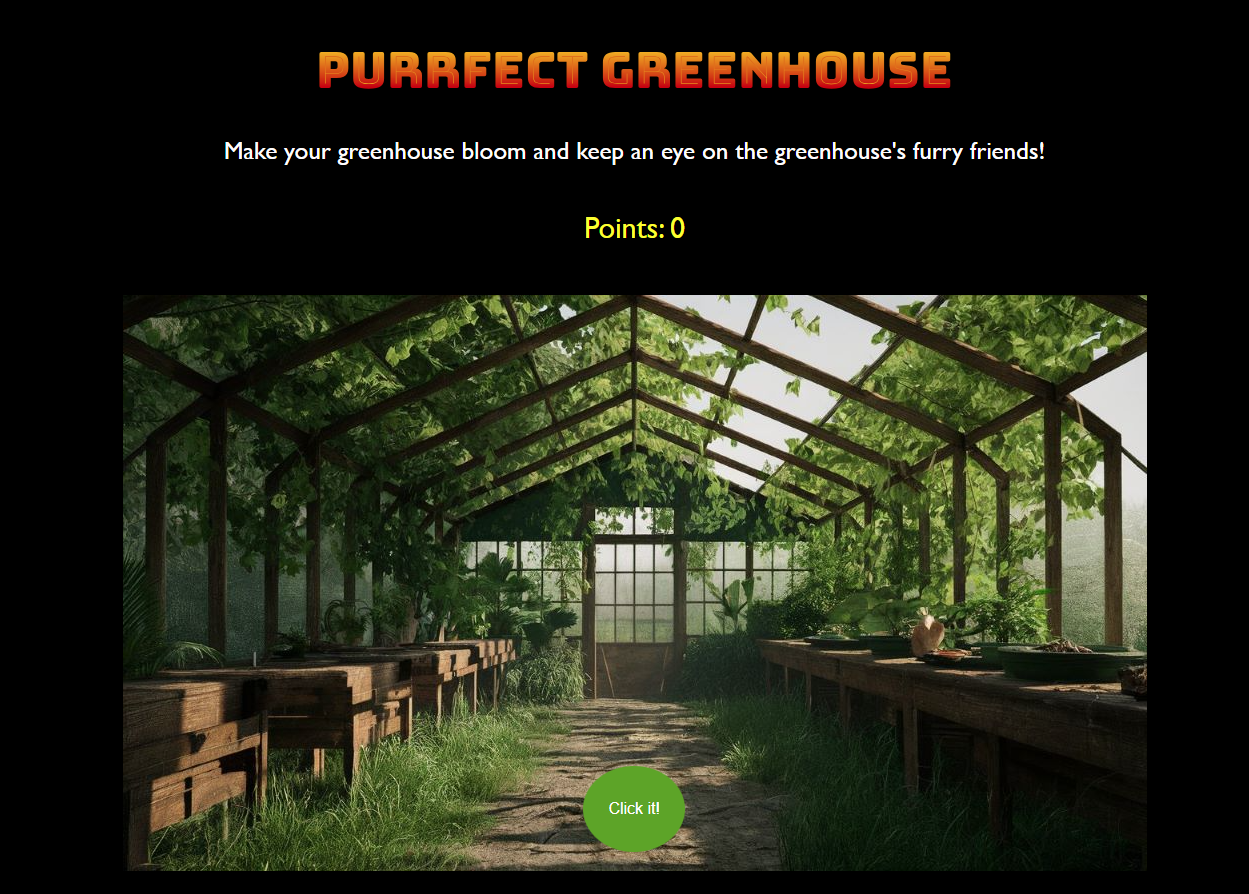 PURRFECT GREENHOUSE
Make your greenhouse bloom and keep an eye on the greenhouse's furry friends!
Points: 0
Click it!